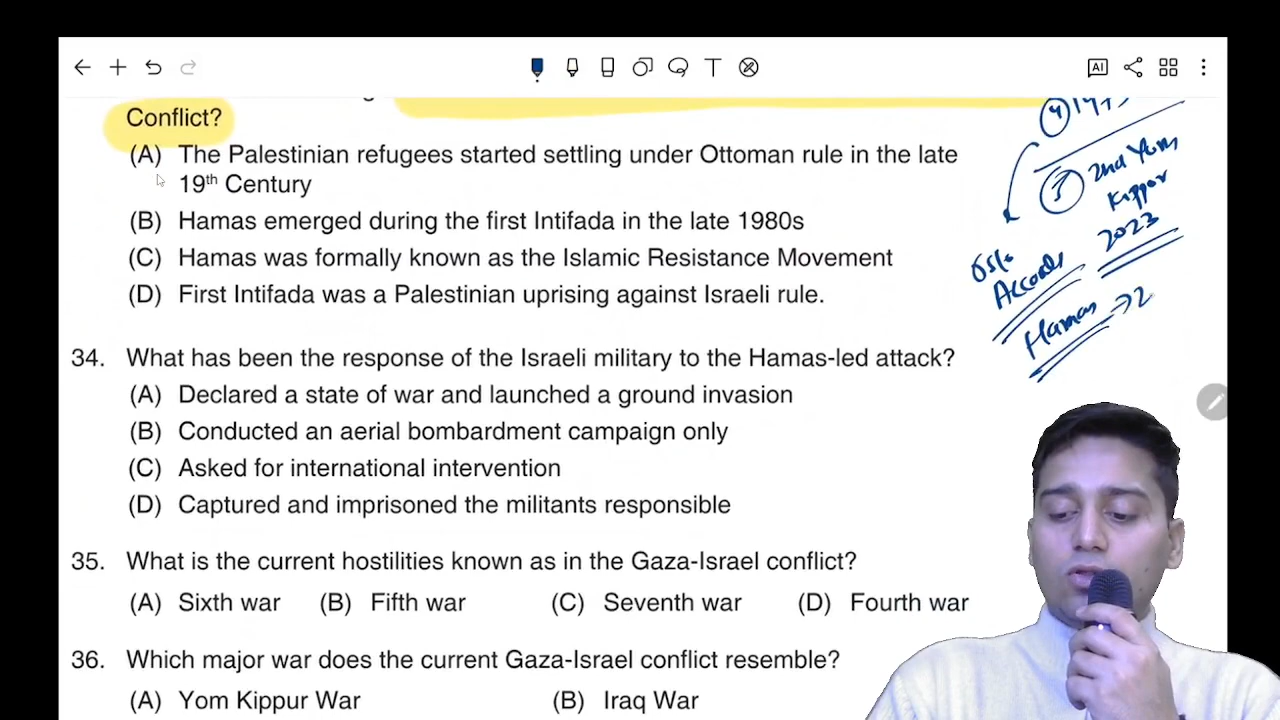 AI
Conflict?
(A) The Palestinian refugees started settling under Ottoman rule in the late
19th Century
(B) Hamas emerged during the first Intifada in the late 1980s
(C) Hamas was formally known as the Islamic Resistance Movement
(D) First Intifada was a Palestinian uprising against Israeli rule.
34. What has been the response of the Israeli military to the Hamas-led attack?
(A) Declared a state of war and launched a ground invasion
(B) Conducted an aerial bombardment campaign only
(C) Asked for international intervention
(D) Captured and imprisoned the militants responsible
35. What is the current hostilities known as in the Gaza-Israel conflict?
(A) Sixth war (B) Fifth war (C) Seventh war (D) Fourth war
36. Which major war does the current Gaza-Israel conflict resemble?
(A) Yom Kippur War (B) Iraq War
4
5 2nd Yom
Kippor
2023
Oslo
Accords
Hamas → 2